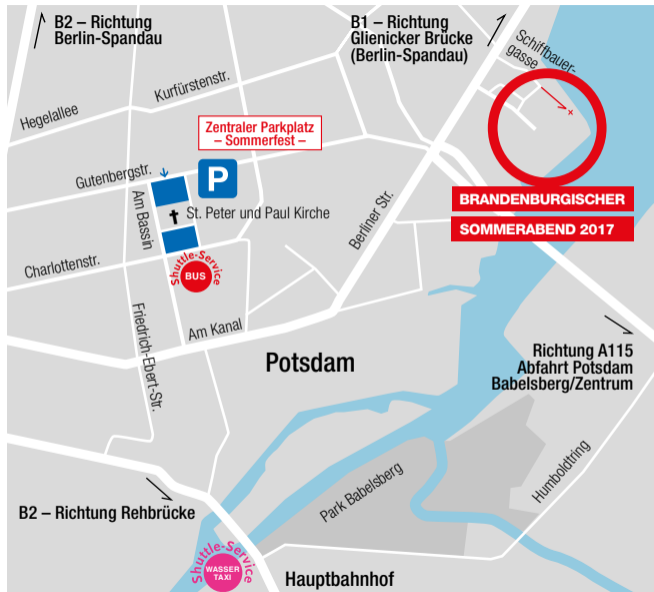 B2 – Richtung
Berlin-Spandau
B1 – Richtung
Glienicker Brücke
(Berlin-Spandau)
Schiffbauer-
gasse
x
Hegelallee
Kurfürstenstr.
Zentraler Parkplatz
– Sommerfest –
Gutenbergstr.
P
Am Bassin
St. Peter und Paul Kirche
Berliner Str.
BRANDENBURGISCHER
SOMMERABEND 2017
Charlottenstr.
Shuttle-Service
BUS
Friedrich-Ebert-Str.
Am Kanal
Potsdam
Richtung A115
Abfahrt Potsdam
Babelsberg/Zentrum
Humboldtring
Park Babelsberg
B2 – Richtung Rehbrücke
Shuttle-Service
WASSER
TAXI
Hauptbahnhof